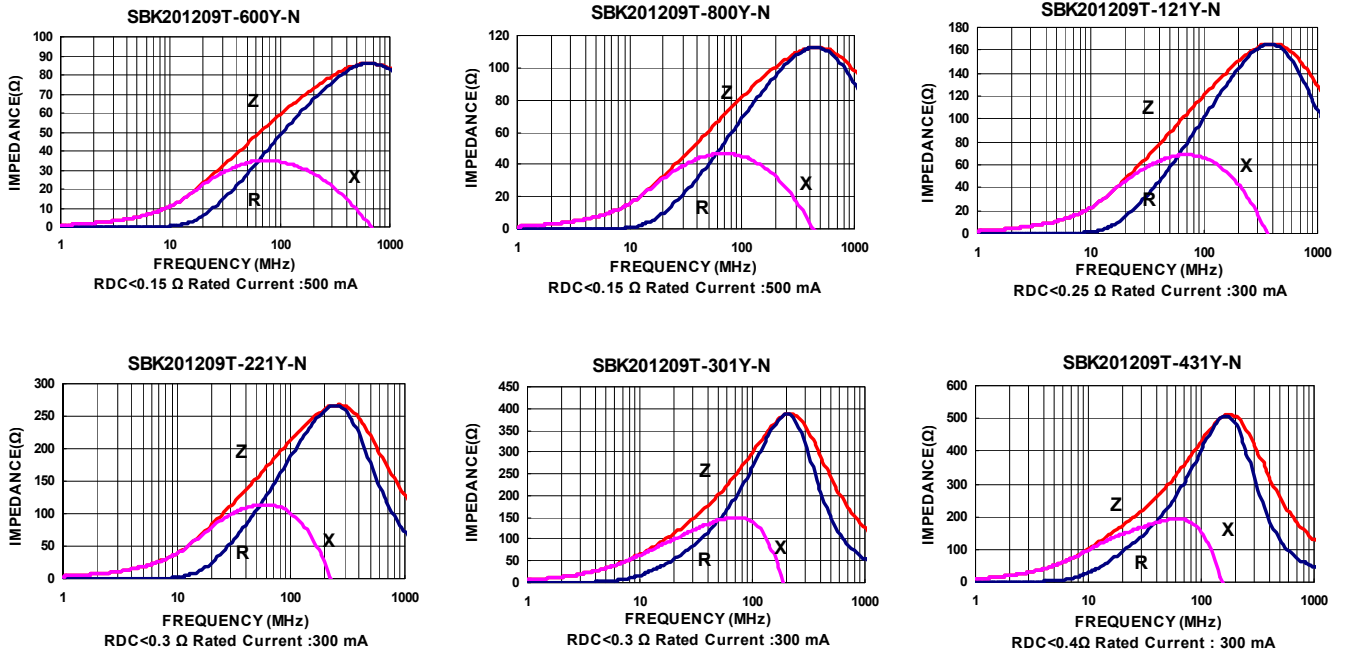 SBK201209T-600Y-N
IMPEDANCE(Ω)
100
90
80
70
60
50
40
30
20
10
0
Z
X
R
1 10 100 1000
FREQUENCY (MHz)
RDC<0.15 Ω Rated Current :500 mA
SBK201209T-800Y-N
IMPEDANCE(Ω)
120
100
80
60
40
20
0
Z
X
R
1 10 100 1000
FREQUENCY (MHz)
RDC<0.15 Ω Rated Current :500 mA
SBK201209T-121Y-N
IMPEDANCE(Ω)
180
160
140
120
100
80
60
40
20
0
Z
X
R
1 10 100 1000
FREQUENCY (MHz)
RDC<0.25 Ω Rated Current :300 mA
SBK201209T-221Y-N
IMPEDANCE(Ω)
300
250
200
150
100
50
0
Z
R
X
1 10 100 1000
FREQUENCY (MHz)
RDC<0.3 Ω Rated Current :300 mA
SBK201209T-301Y-N
IMPEDANCE(Ω)
450
400
350
300
250
200
150
100
50
0
Z
X
R
1 10 100 1000
FREQUENCY (MHz)
RDC<0.3 Ω Rated Current :300 mA
SBK201209T-431Y-N
IMPEDANCE(Ω)
600
500
400
300
200
100
0
Z
X
R
1 10 100 1000
FREQUENCY (MHz)
RDC<0.4Ω Rated Current : 300 mA